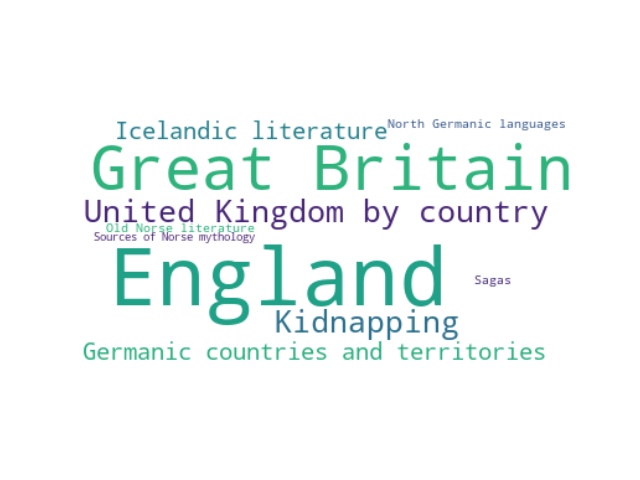 Icelandic literature
North Germanic languages
Great Britain
United Kingdom by country
Old Norse literature
Sources of Norse mythology
England
Sagas
Kidnapping
Germanic countries and territories